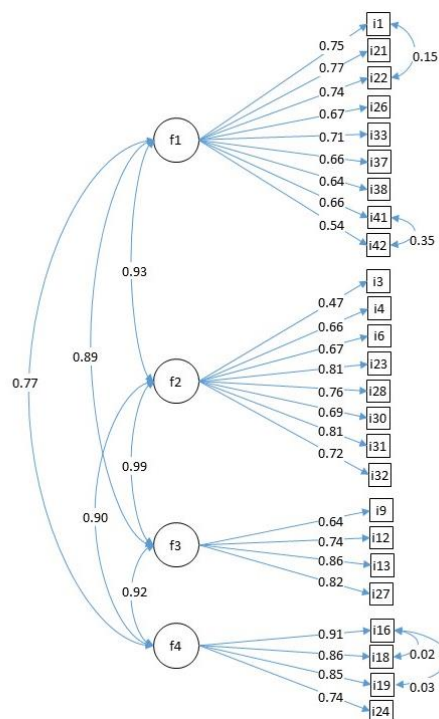 i1
0.75
i21
0.15
0.77
i22
0.74
i26
0.67
f1
0.71
i33
0.66
i37
0.64
i38
0.66
i41
0.54
0.35
i42
0.93
i3
0.47
i4
0.66
i6
0.67
0.89
i23
0.81
0.77
f2
0.76
i28
0.69
i30
0.81
i31
0.72
i32
0.99
0.90
i9
0.64
i12
0.74
f3
0.86
i13
0.82
i27
0.92
0.91
i16
f4
0.86
i18
0.02
0.85
i19
0.03
0.74
i24